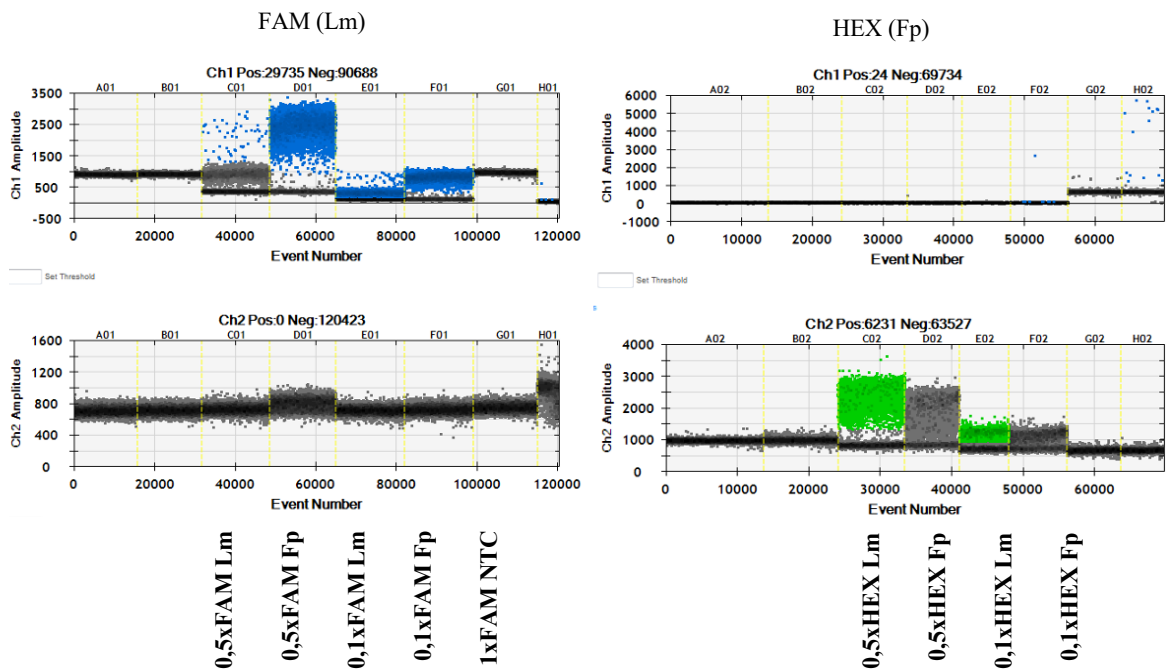 FAM (Lm)
HEX (Fp)
Ch1 Pos:29735 Neg:90688
A01 B01 C01 D01 E01 F01 G01 H01
Ch1 Amplitude
3500
2500
1500
500
-500
0 20000 40000 60000 80000 100000 120000
Event Number
Set Threshold
Ch1 Pos:24 Neg:69734
A02 B02 C02 D02 E02 F02 G02 H02
Ch1 Amplitude
6000
5000
4000
3000
2000
1000
0
-1000
0 10000 20000 30000 40000 50000 60000
Event Number
Set Threshold
s
Ch2 Pos:0 Neg:120423
A01 B01 C01 D01 E01 F01 G01 H01
Ch2 Amplitude
1600
1200
800
400
0
0 20000 40000 60000 80000 100000 120000
Event Number
Ch2 Pos:6231 Neg:63527
A02 B02 C02 D02 E02 F02 G02 H02
Ch2 Amplitude
4000
3000
2000
1000
0
0 10000 20000 30000 40000 50000 60000
Event Number
0,5xFAM Lm
0,5xFAM Fp
0,1xFAM Lm
0,1xFAM Fp
1xFAM NTC
0,5xHEX Lm
0,5xHEX Fp
0,1xHEX Lm
0,1xHEX Fp